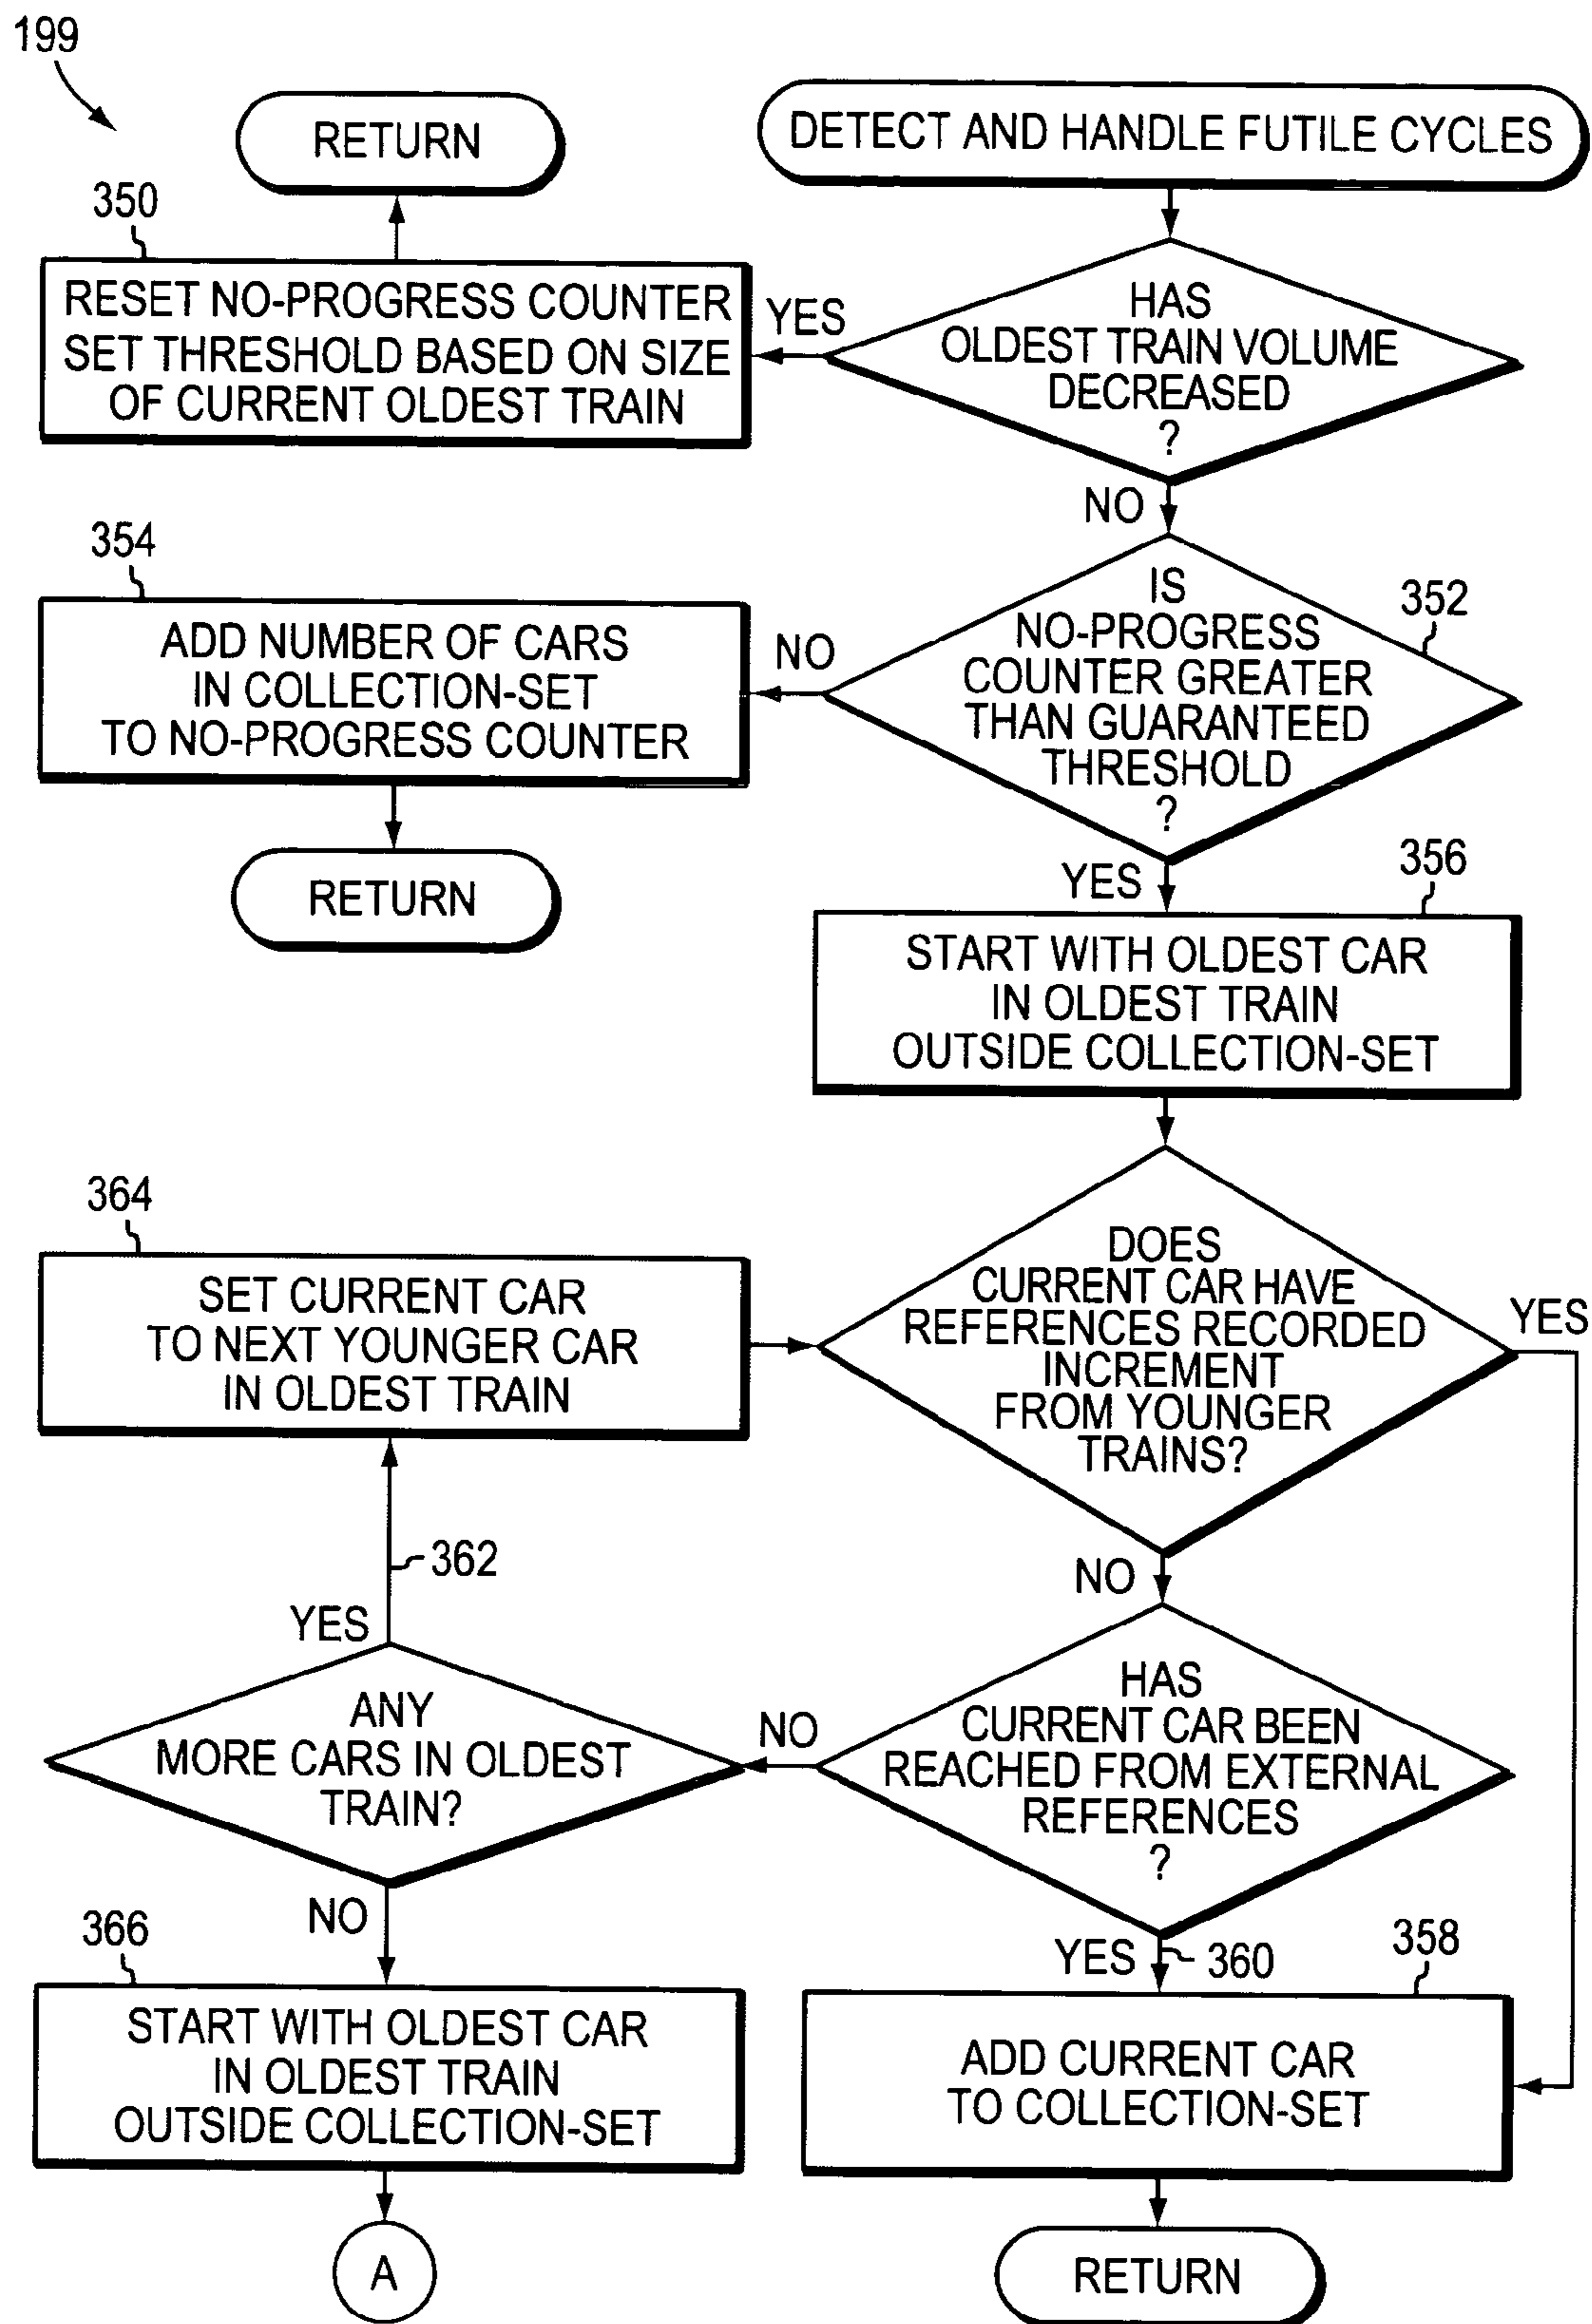 199
RETURN
DETECT AND HANDLE FUTILE CYCLES
350
RESET NO-PROGRESS COUNTER
SET THRESHOLD BASED ON SIZE
OF CURRENT OLDEST TRAIN
YES
HAS
OLDEST TRAIN VOLUME
DECREASED
?
NO
354
ADD NUMBER OF CARS
IN COLLECTION-SET
TO NO-PROGRESS COUNTER
NO
IS
NO-PROGRESS
COUNTER GREATER
THAN GUARANTEED
THRESHOLD
?
352
RETURN
YES
356
START WITH OLDEST CAR
IN OLDEST TRAIN
OUTSIDE COLLECTION-SET
364
SET CURRENT CAR
TO NEXT YOUNGER CAR
IN OLDEST TRAIN
DOES
CURRENT CAR HAVE
REFERENCES RECORDED
INCREMENT
FROM YOUNGER
TRAINS?
YES
362
NO
YES
ANY
MORE CARS IN OLDEST
TRAIN?
NO
HAS
CURRENT CAR BEEN
REACHED FROM EXTERNAL
REFERENCES
?
NO
366
START WITH OLDEST CAR
IN OLDEST TRAIN
OUTSIDE COLLECTION-SET
YES
360
358
ADD CURRENT CAR
TO COLLECTION-SET
A
RETURN